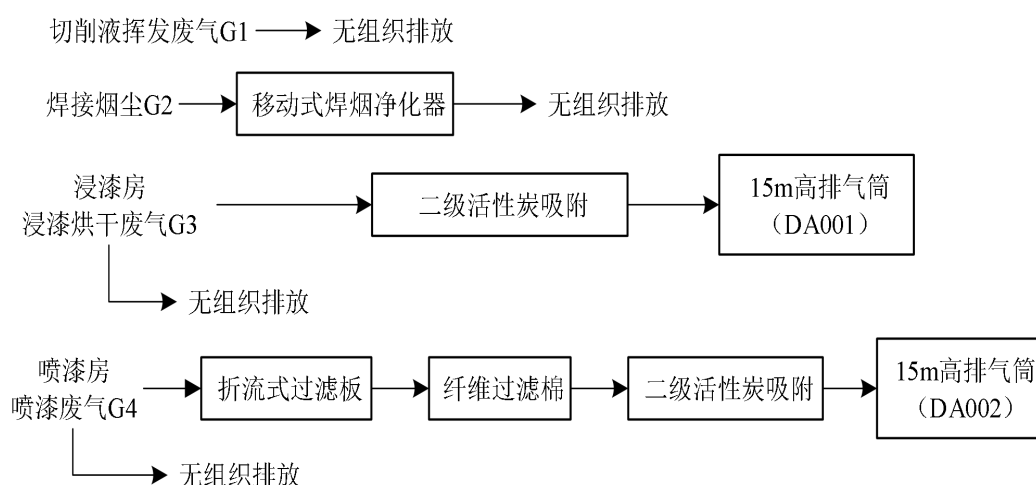 切削液挥发废气G1
无组织排放
焊接烟尘G2
移动式焊烟净化器
无组织排放
浸漆房
浸漆烘干废气G3
二级活性炭吸附
15m高排气筒
（DA001）
无组织排放
喷漆房
喷漆废气G4
折流式过滤板
纤维过滤棉
二级活性炭吸附
15m高排气筒
（DA002）
无组织排放